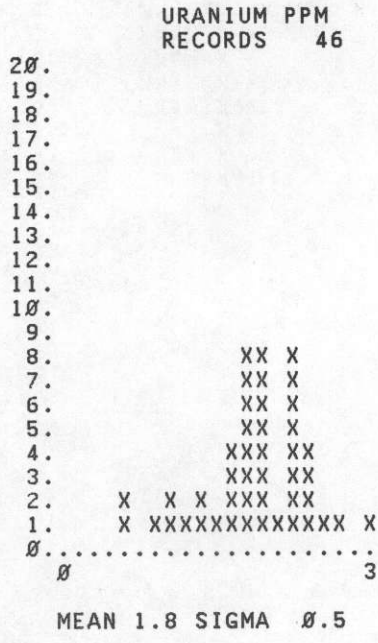 URANIUM PPM
RECORDS 46
20.
19.
18.
17.
16.
15.
14.
13.
12.
11.
10.
9.
8. XX X
7. XX X
6. XX X
5. XX X
4. XXX XX
3. XXX XX
2. X X X XXX XX
1. X XXXXXXXXXXXXX X
0.....................
0 3
MEAN 1.8 SIGMA 0.5